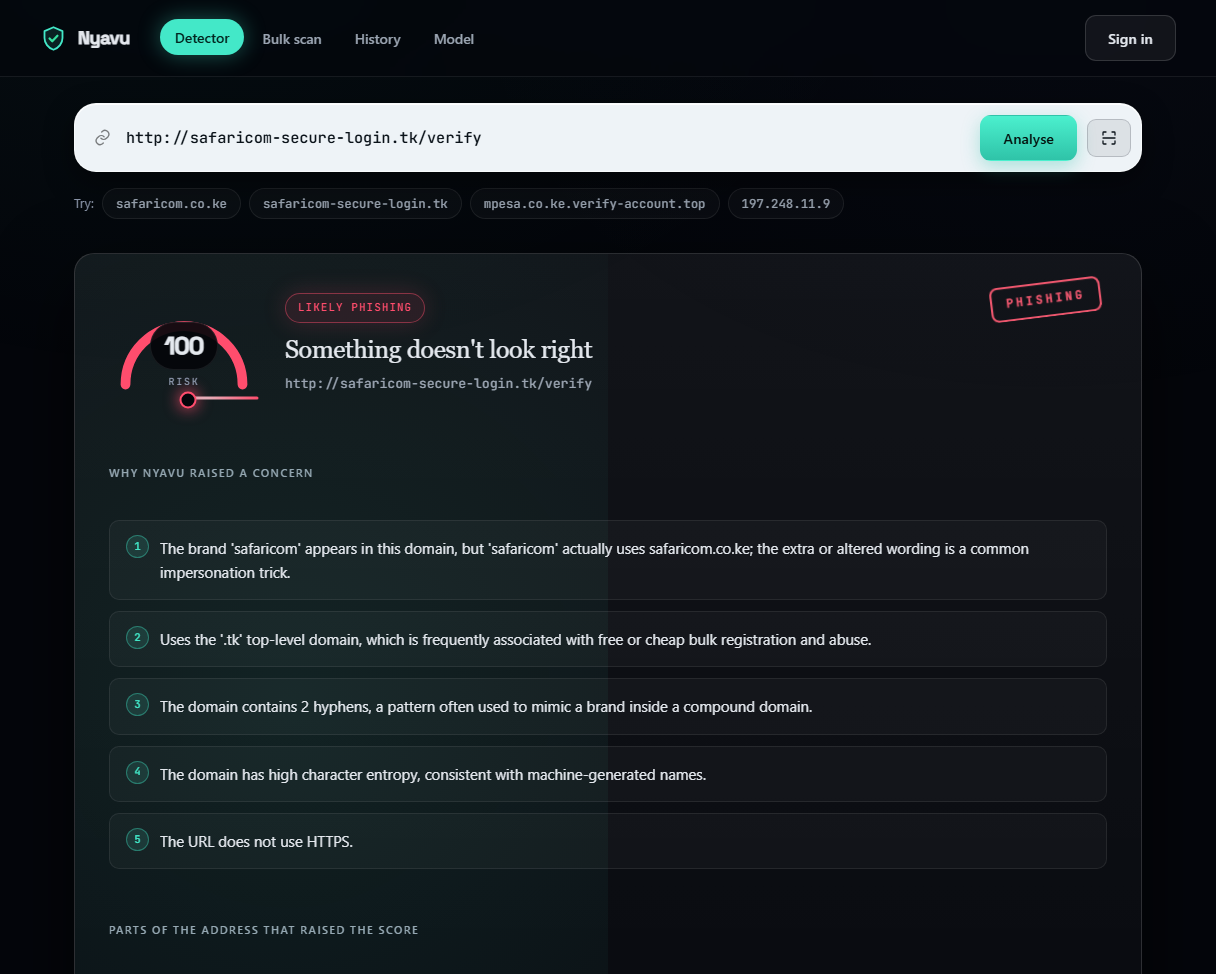 Nyavu
Detector
Bulk scan
History
Model
Sign in
http://safaricom-secure-login.tk/verify
Analyse
Try:
safaricom.co.ke
safaricom-secure-login.tk
mpesa.co.ke.verify-account.top
197.248.11.9
100
RISK
LIKELY PHISHING
Something doesn't look right
http://safaricom-secure-login.tk/verify
PHISHING
WHY NYAVU RAISED A CONCERN
1
The brand 'safaricom' appears in this domain, but 'safaricom' actually uses safaricom.co.ke; the extra or altered wording is a common
impersonation trick.
2
Uses the '.tk' top-level domain, which is frequently associated with free or cheap bulk registration and abuse.
3
The domain contains 2 hyphens, a pattern often used to mimic a brand inside a compound domain.
4
The domain has high character entropy, consistent with machine-generated names.
5
The URL does not use HTTPS.
PARTS OF THE ADDRESS THAT RAISED THE SCORE